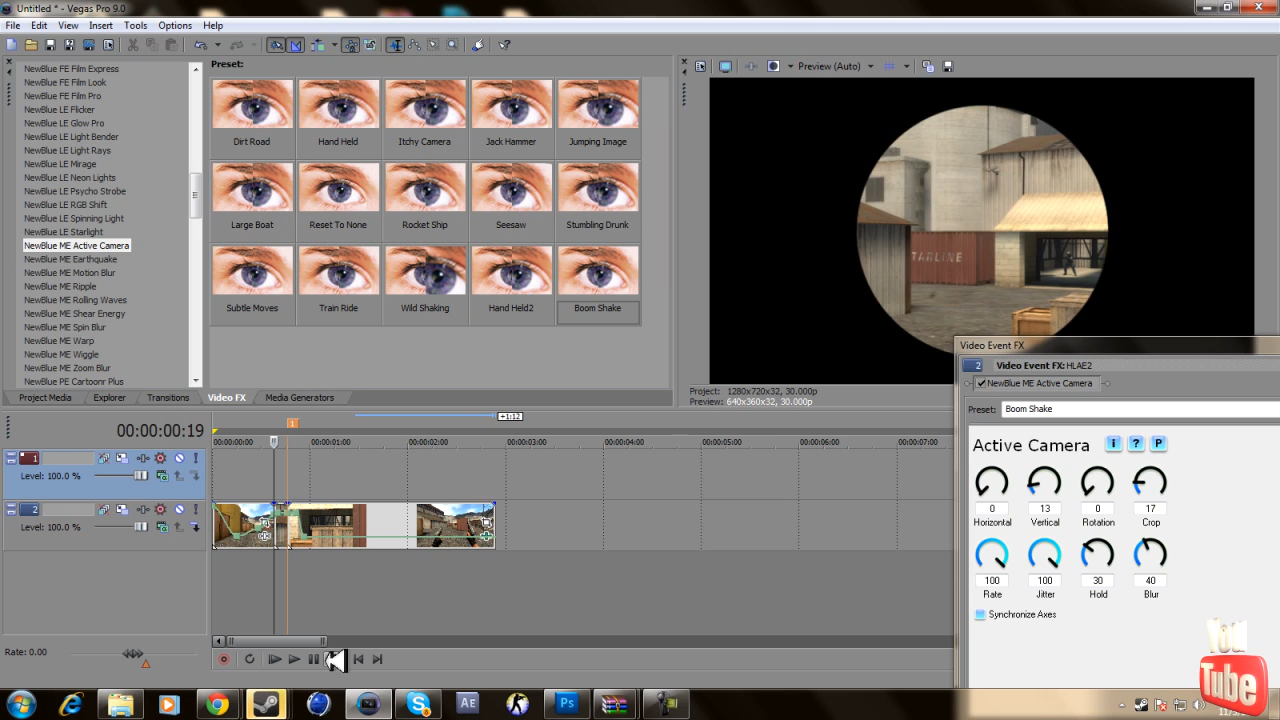 Untitled * - Vegas Pro 9.0
File Edit View Insert Tools Options Help
NewBlue FE Film Express
NewBlue FE Film Look
NewBlue FE Film Pro
NewBlue LE Flicker
NewBlue LE Glow Pro
NewBlue LE Light Bender
NewBlue LE Light Rays
NewBlue LE Mirage
NewBlue LE Neon Lights
NewBlue LE Psycho Strobe
NewBlue LE RGB Shift
NewBlue LE Spinning Light
NewBlue LE Starlight
NewBlue ME Active Camera
NewBlue ME Earthquake
NewBlue ME Motion Blur
NewBlue ME Ripple
NewBlue ME Rolling Waves
NewBlue ME Shear Energy
NewBlue ME Spin Blur
NewBlue ME Warp
NewBlue ME Wiggle
NewBlue ME Zoom Blur
NewBlue PE Cartoonr Plus
Preset:
Dirt Road Hand Held Itchy Camera Jack Hammer Jumping Image
Large Boat Reset To None Rocket Ship Seesaw Stumbling Drunk
Subtle Moves Train Ride Wild Shaking Hand Held2 Boom Shake
Project Media Explorer Transitions Video FX Media Generators
Preview (Auto)
STARLINE
Project: 1280x720x32, 30.000p
Preview: 640x360x32, 30.000p
Video Event FX
2 Video Event FX: HLAE2
NewBlue ME Active Camera
Preset: Boom Shake
Active Camera i ? P
0 13 0 17
Horizontal Vertical Rotation Crop
100 100 30 40
Rate Jitter Hold Blur
Synchronize Axes
+1:12
1
00:00:00:19
00:00:00:00 00:00:01:00 00:00:02:00 00:00:03:00 00:00:04:00 00:00:05:00 00:00:06:00 00:00:07:00
1
Level: 100.0 %
2
Level: 100.0 %
Rate: 0.00
You
Tube
Ae
Ps